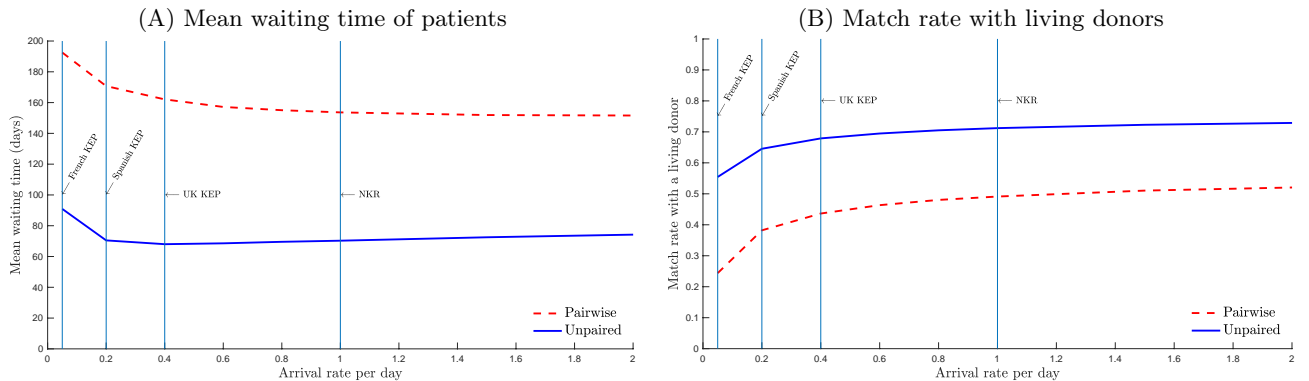 (A) Mean waiting time of patients
Mean waiting time (days)
200
180
160
140
120
100
80
60
40
20
0
French KEP
Spanish KEP
UK KEP
NKR
Pairwise
Unpaired
0
0.2
0.4
0.6
0.8
1
1.2
1.4
1.6
1.8
2
Arrival rate per day
(B) Match rate with living donors
Match rate with a living donor
1
0.9
0.8
0.7
0.6
0.5
0.4
0.3
0.2
0.1
0
French KEP
Spanish KEP
UK KEP
NKR
Pairwise
Unpaired
0
0.2
0.4
0.6
0.8
1
1.2
1.4
1.6
1.8
2
Arrival rate per day